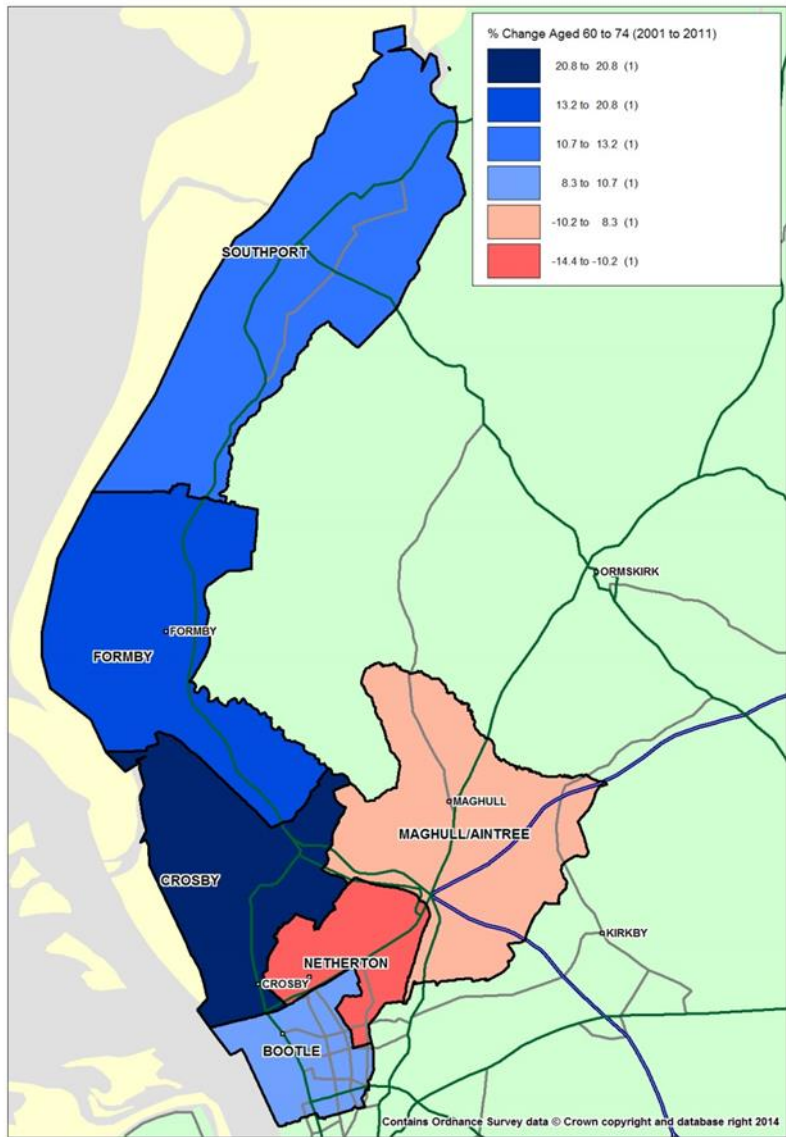 % Change Aged 60 to 74 (2001 to 2011)
20.8 to 20.8 (1)
13.2 to 20.8 (1)
10.7 to 13.2 (1)
8.3 to 10.7 (1)
-10.2 to 8.3 (1)
-14.4 to -10.2 (1)
SOUTHPORT
ORMSKIRK
FORMBY
FORMBY
MAGHULL
MAGHULL/AINTREE
CROSBY
KIRKBY
NETHERTON
CROSBY
BOOTLE
Contains Ordnance Survey data © Crown copyright and database right 2014